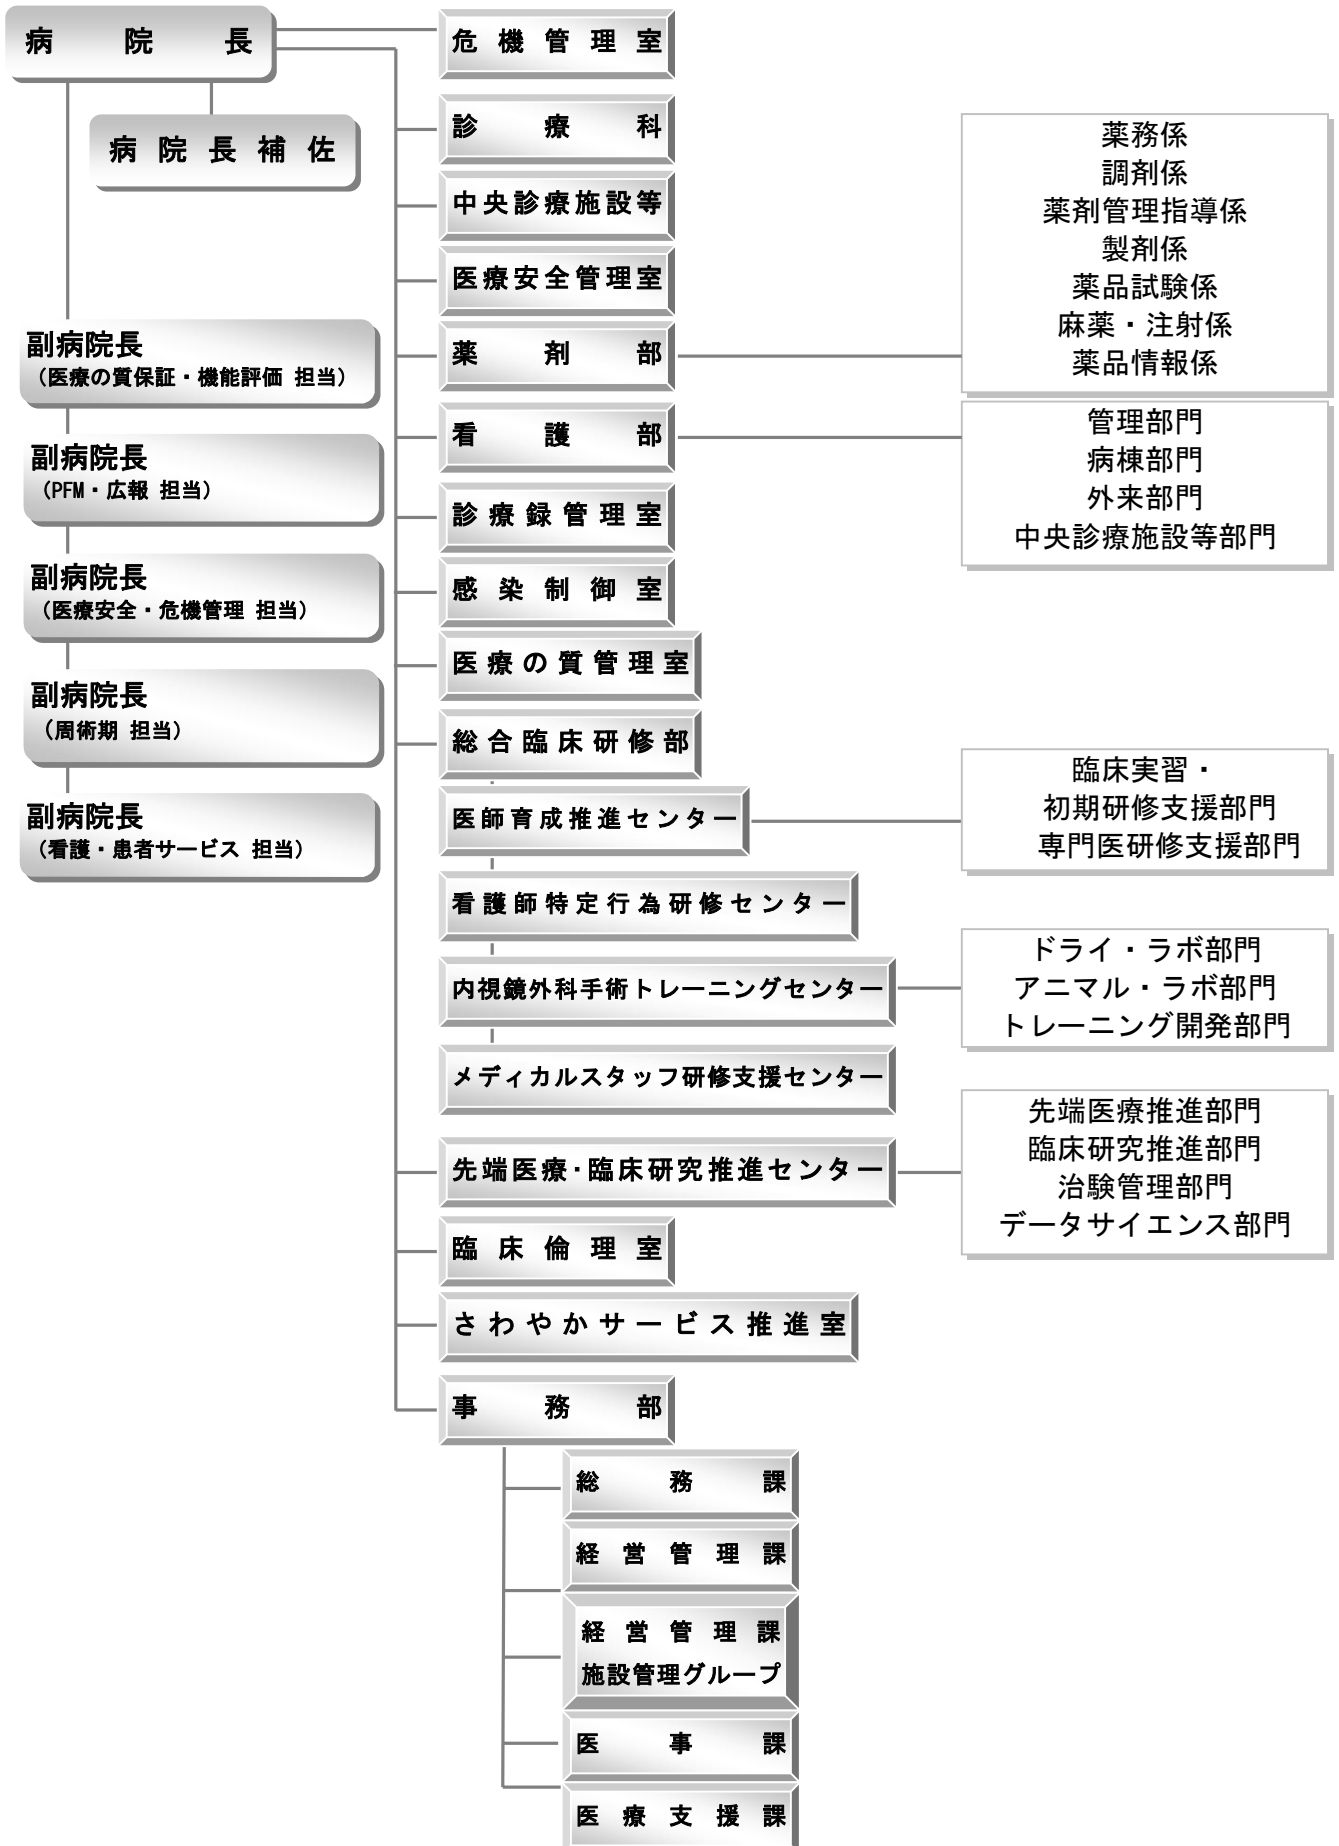 病院長
病院長補佐
副病院長
(医療の質保証・機能評価 担当)
副病院長
(PFM・広報 担当)
副病院長
(医療安全・危機管理 担当)
副病院長
(周術期 担当)
副病院長
(看護・患者サービス 担当)
危機管理室
診療科
中央診療施設等
医療安全管理室
薬剤部
薬務係
調剤係
薬剤管理指導係
製剤係
薬品試験係
麻薬・注射係
薬品情報係
看護部
管理部門
病棟部門
外来部門
中央診療施設等部門
診療録管理室
感染制御室
医療の質管理室
総合臨床研修部
医師育成推進センター
臨床実習・
初期研修支援部門
専門医研修支援部門
看護師特定行為研修センター
内視鏡外科手術トレーニングセンター
ドライ・ラボ部門
アニマル・ラボ部門
トレーニング開発部門
メディカルスタッフ研修支援センター
先端医療・臨床研究推進センター
先端医療推進部門
臨床研究推進部門
治験管理部門
データサイエンス部門
臨床倫理室
さわやかサービス推進室
事務部
総務課
経営管理課
経営管理課
施設管理グループ
医事課
医療支援課